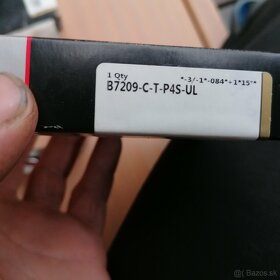 1 Qty
*-3/-1*-084*+1*15*
B7209-C-T-P4S-UL
bazos.sk